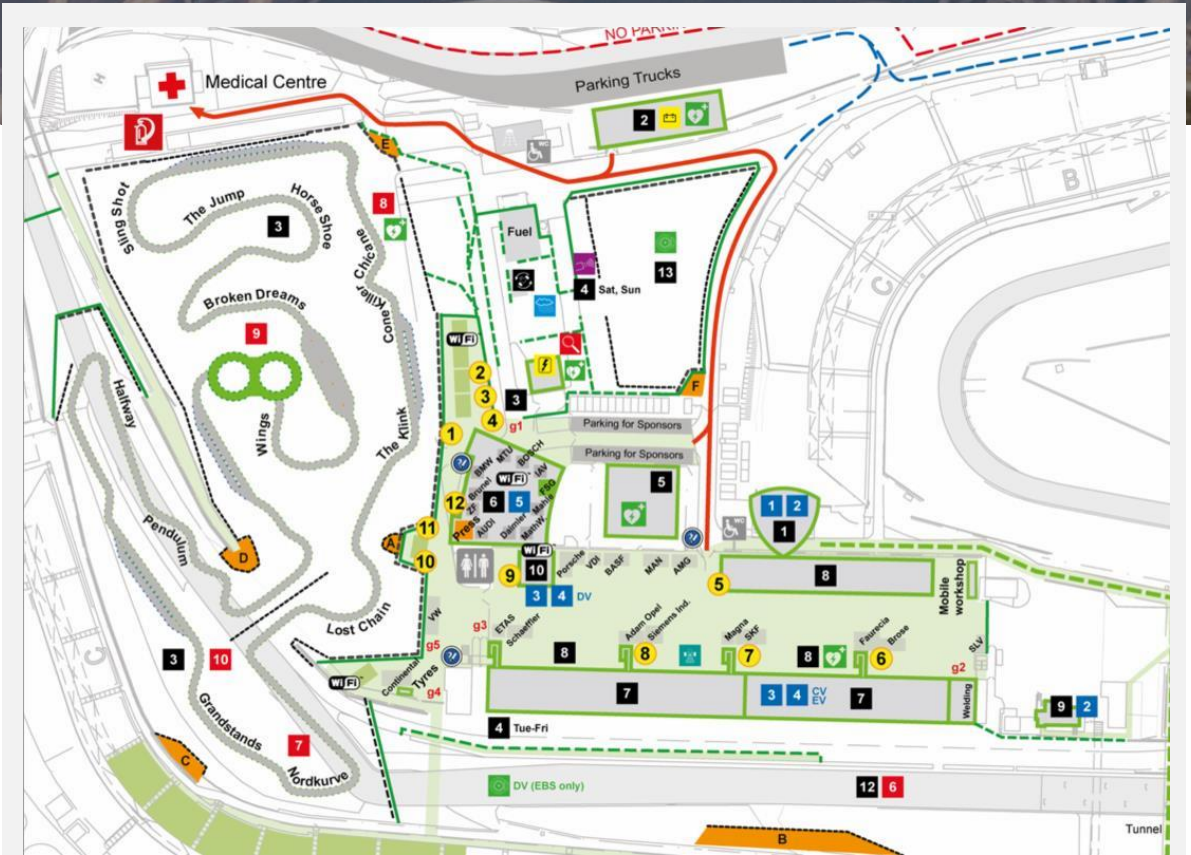 NO PARKIN
Parking Trucks
Medical Centre
H
2
WC
E
B
Sling Shot
The Jump
Horse Shoe
8
3
Fuel
13
Cone Killer Chicane
4 Sat, Sun
C
Broken Dreams
9
WiFi
2
3
3
F
Halfway
4
g1
Parking for Sponsors
Wings
The Klink
1
Parking for Sponsors
BMW
MTU
BOSCH
IAV
WiFi
FSG
Brunel
ZF
6
5
Mahle
5
12
Press
AUDI
Daimler
MathW.
1
2
1
WC
Pendulum
11
A
10
D
WiFi
9
10
Porsche
VDI
BASF
MAN
AMG
5
8
Mobile
workshop
3
4
DV
Lost Chain
VW
g3
ETAS
Schaeffler
Adam Opel
Siemens Ind.
Magna
SKF
Faurecia
Brose
SLV
g5
8
8
7
8
6
g2
C
3
10
WiFi
Continental
Tyres
g4
7
3
4
CV
EV
7
Welding
9
2
Grandstands
7
4 Tue-Fri
C
Nordkurve
DV (EBS only)
12
6
B
Tunnel